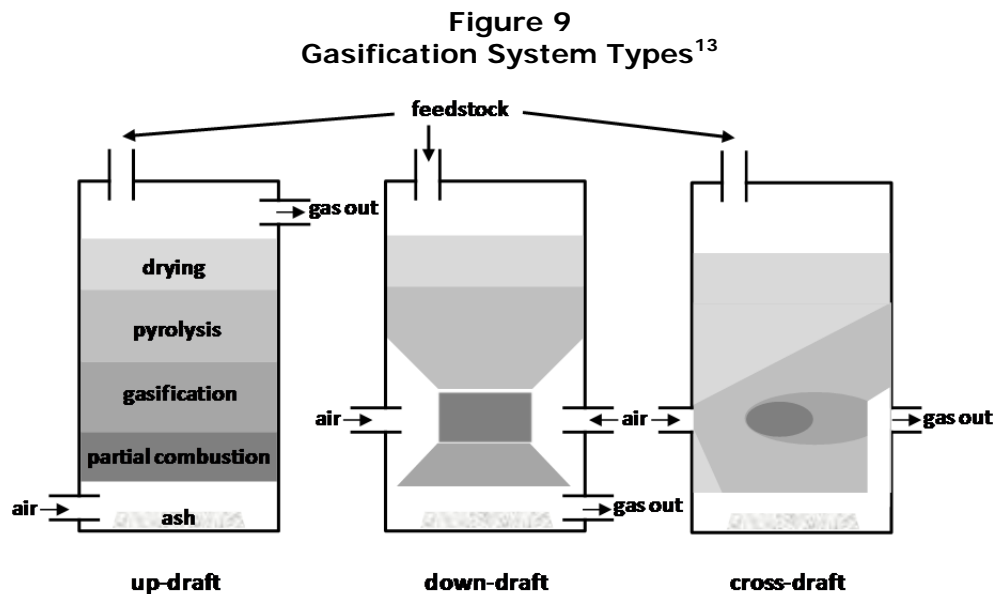 Figure 9
Gasification System Types13
feedstock
gas out
drying
pyrolysis
gasification
partial combustion
air
ash
air
air
gas out
gas out
up-draft
down-draft
cross-draft